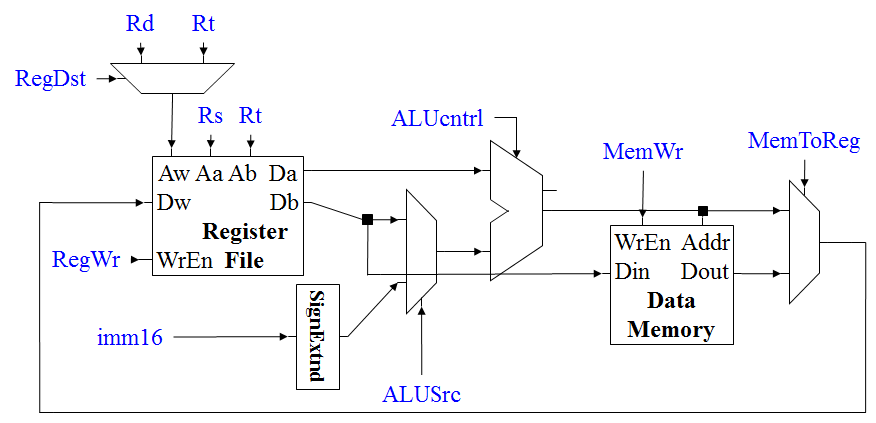 Rd Rt
RegDst
Rs Rt
ALUcntrl
MemWr
MemToReg
Aw Aa Ab Da
Dw Db
Register
File
WrEn
RegWr
WrEn Addr
Din Dout
Data
Memory
SignExtnd
imm16
ALUSrc